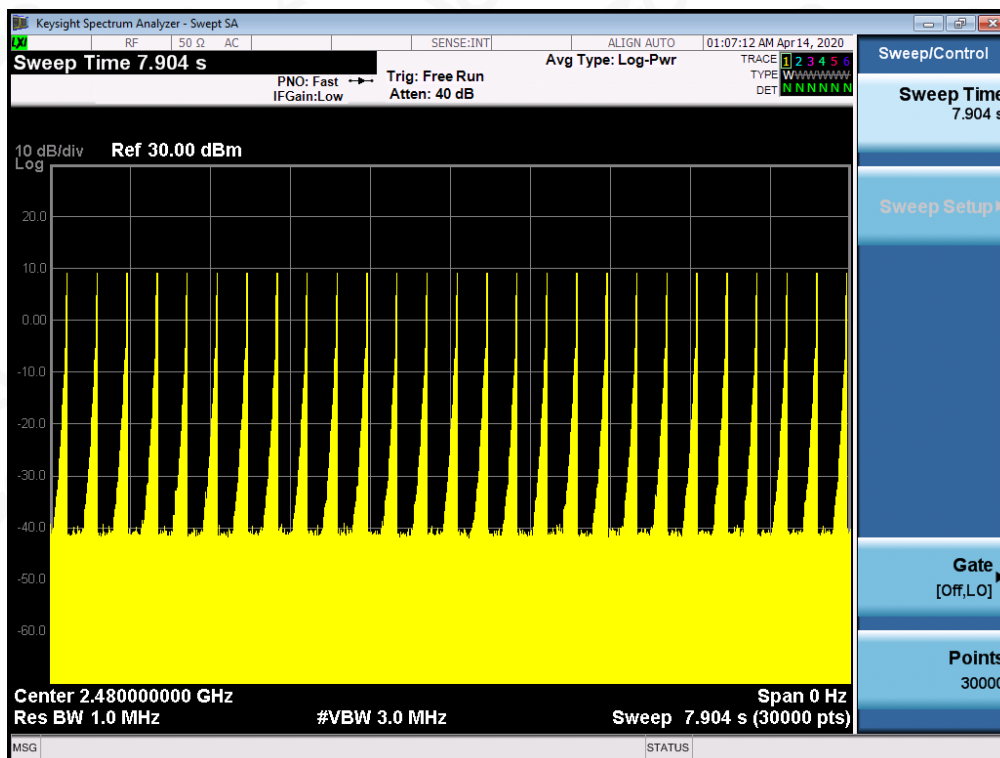 Keysight Spectrum Analyzer - Swept SA
LXI RF 50 Ω AC SENSE:INT ALIGN AUTO 01:07:12 AM Apr 14, 2020
Sweep Time 7.904 s
PNO: Fast
IFGain:Low
Trig: Free Run
Atten: 40 dB
Avg Type: Log-Pwr
TRACE 1 2 3 4 5 6
TYPE WWWWWW
DET N N N N N N
10 dB/div Ref 30.00 dBm
Log
20.0
10.0
0.00
-10.0
-20.0
-30.0
-40.0
-50.0
-60.0
Center 2.480000000 GHz Span 0 Hz
Res BW 1.0 MHz #VBW 3.0 MHz Sweep 7.904 s (30000 pts)
MSG STATUS
Sweep/Control
Sweep Time
7.904 s
Sweep Setup
Gate
[Off,LO]
Points
30000